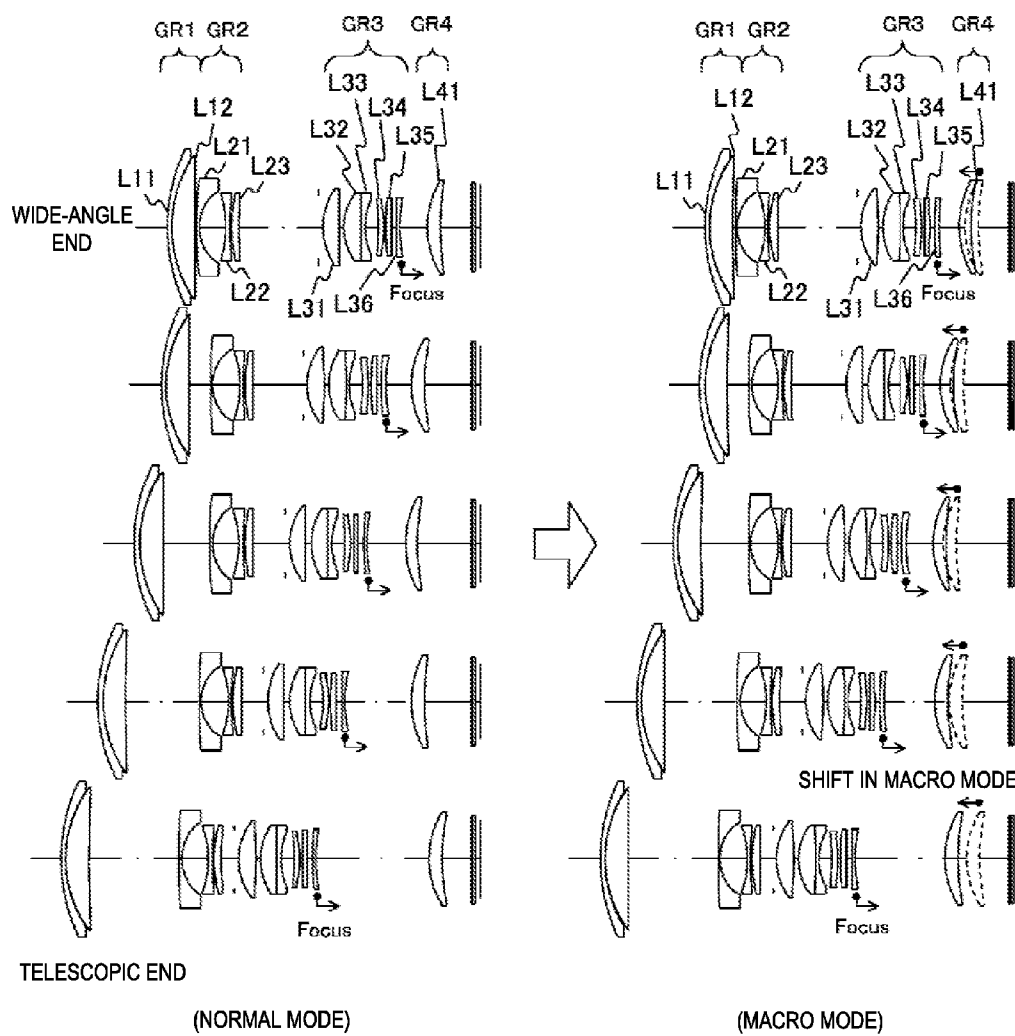 GR1 GR2 GR3 GR4
L33 L41
L12 L34
L32 L35
L21
L23
L11
WIDE-ANGLE
END
L22 L36
L31 Focus
GR1 GR2 GR3 GR4
L33 L41
L12 L34
L32 L35
L21
L23
L11
L22 L36
L31 Focus
SHIFT IN MACRO MODE
Focus
Focus
TELESCOPIC END
(NORMAL MODE)
(MACRO MODE)